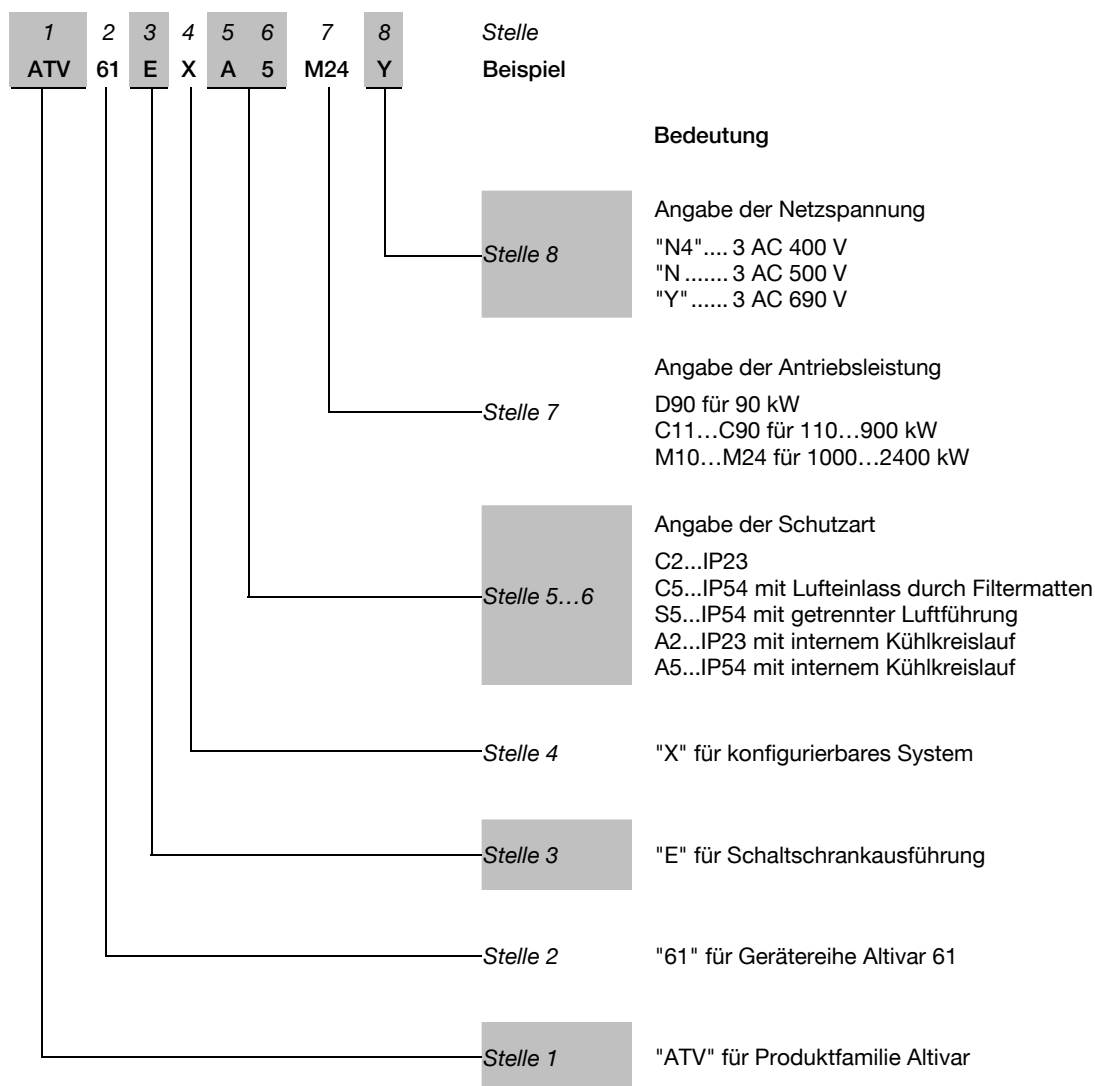 1 2 3 4 5 6 7 8 Stelle
ATV 61 E X A 5 M24 Y Beispiel
Bedeutung
Stelle 8
Angabe der Netzspannung
"N4".... 3 AC 400 V
"N ....... 3 AC 500 V
"Y" ...... 3 AC 690 V
Stelle 7
Angabe der Antriebsleistung
D90 für 90 kW
C11…C90 für 110…900 kW
M10…M24 für 1000…2400 kW
Stelle 5…6
Angabe der Schutzart
C2...IP23
C5...IP54 mit Lufteinlass durch Filtermatten
S5...IP54 mit getrennter Luftführung
A2...IP23 mit internem Kühlkreislauf
A5...IP54 mit internem Kühlkreislauf
Stelle 4
"X" für konfigurierbares System
Stelle 3
"E" für Schaltschrankausführung
Stelle 2
"61" für Gerätereihe Altivar 61
Stelle 1
"ATV" für Produktfamilie Altivar